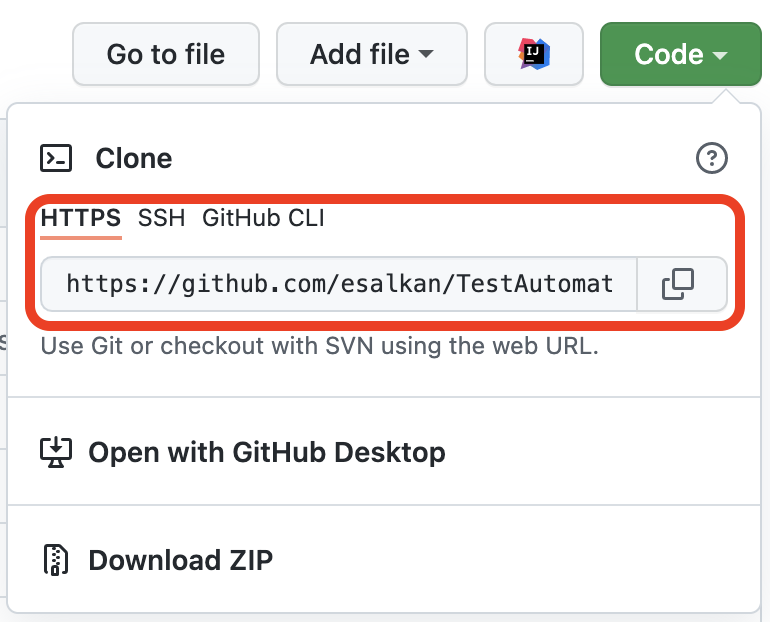 Go to file Add file IJ Code
Clone
HTTPS SSH GitHub CLI
https://github.com/esalkan/TestAutomat
Use Git or checkout with SVN using the web URL.
Open with GitHub Desktop
Download ZIP